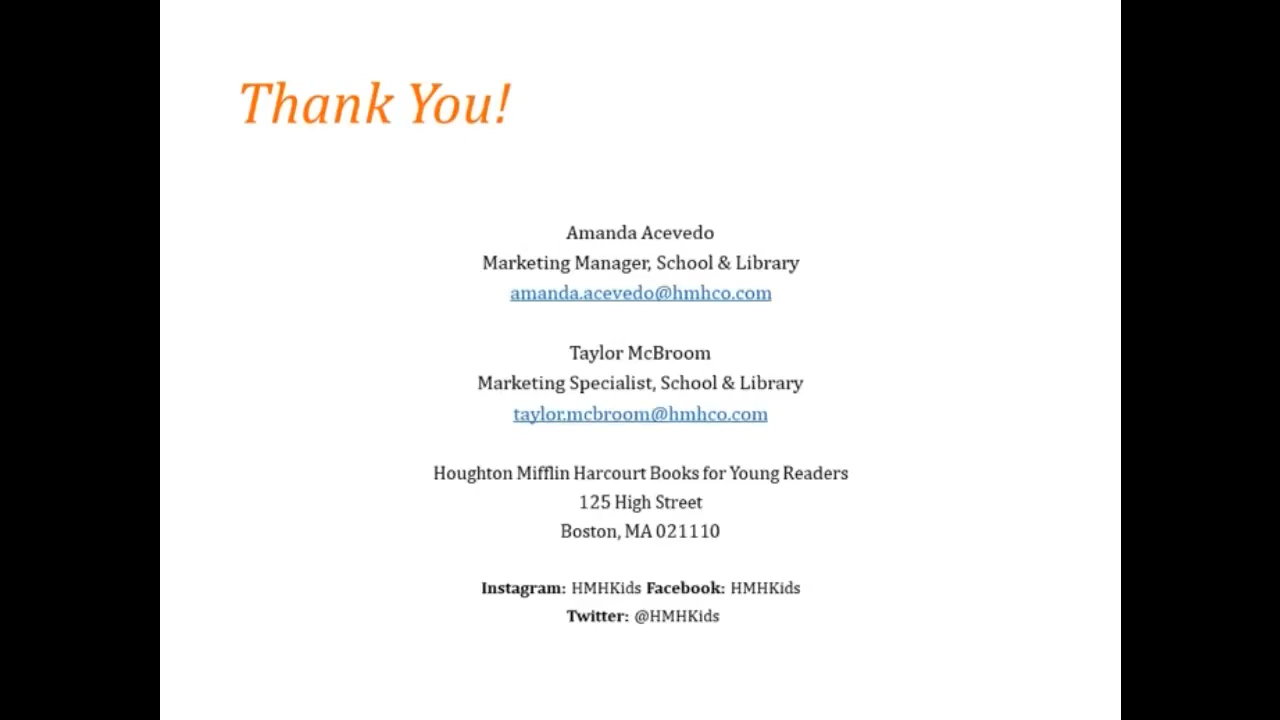 Thank You!
Amanda Acevedo
Marketing Manager, School & Library
amanda.acevedo@hmhco.com
Taylor McBroom
Marketing Specialist, School & Library
taylor.mcbroom@hmhco.com
Houghton Mifflin Harcourt Books for Young Readers
125 High Street
Boston, MA 021110
Instagram: HMHKids Facebook: HMHKids
Twitter: @HMHKids